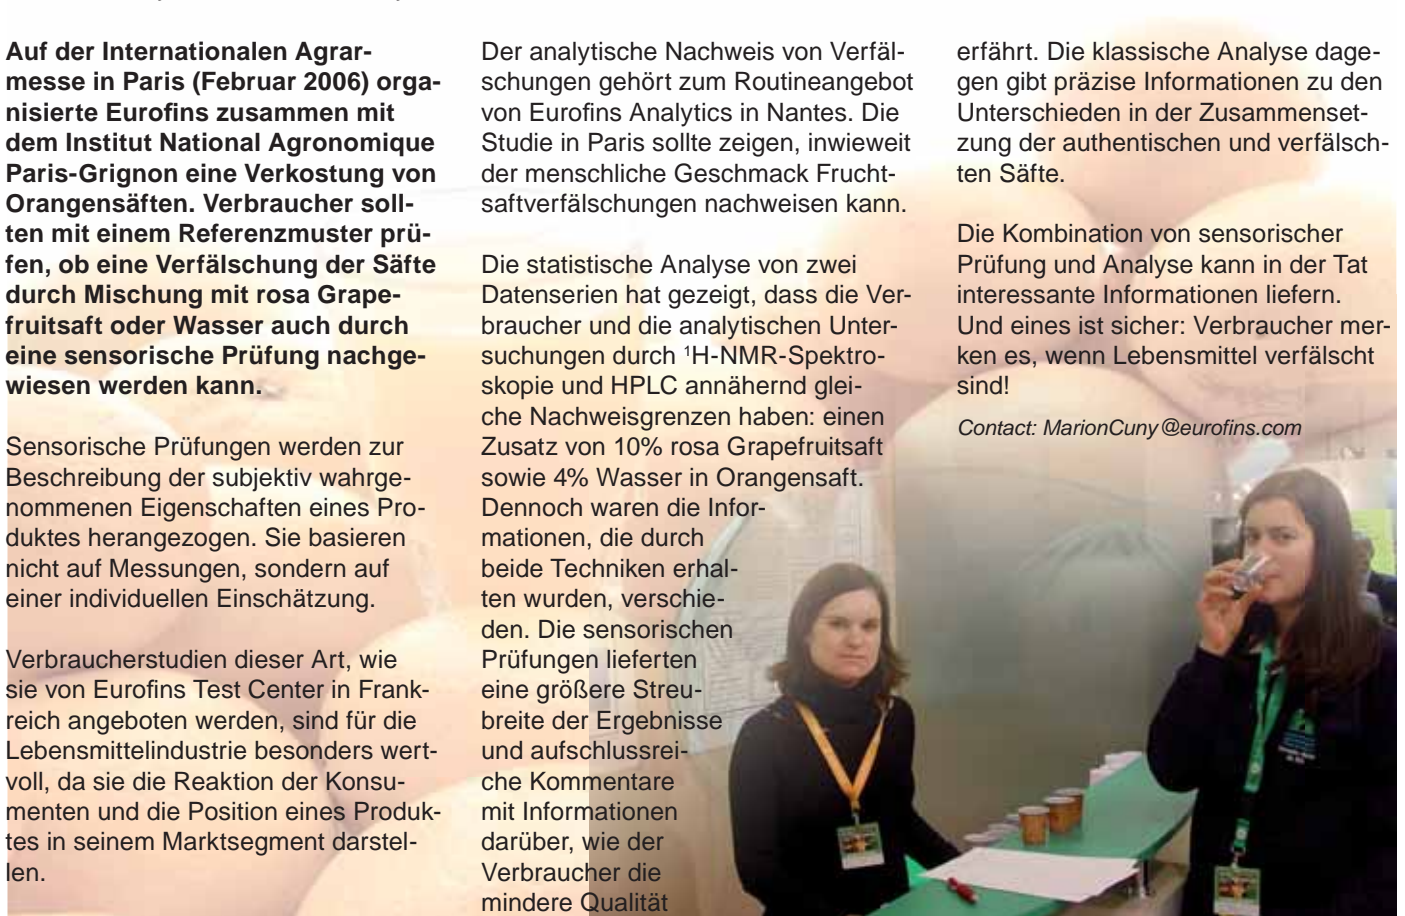 Auf der Internationalen Agrar-
messe in Paris (Februar 2006) orga-
nisierte Eurofins zusammen mit
dem Institut National Agronomique
Paris-Grignon eine Verkostung von
Orangensäften. Verbraucher soll-
ten mit einem Referenzmuster prü-
fen, ob eine Verfälschung der Säfte
durch Mischung mit rosa Grape-
fruitsaft oder Wasser auch durch
eine sensorische Prüfung nachge-
wiesen werden kann.
Sensorische Prüfungen werden zur
Beschreibung der subjektiv wahrge-
nommenen Eigenschaften eines Pro-
duktes herangezogen. Sie basieren
nicht auf Messungen, sondern auf
einer individuellen Einschätzung.
Verbraucherstudien dieser Art, wie
sie von Eurofins Test Center in Frank-
reich angeboten werden, sind für die
Lebensmittelindustrie besonders wert-
voll, da sie die Reaktion der Konsu-
menten und die Position eines Produk-
tes in seinem Marktsegment darstel-
len.
Der analytische Nachweis von Verfäl-
schungen gehört zum Routineangebot
von Eurofins Analytics in Nantes. Die
Studie in Paris sollte zeigen, inwieweit
der menschliche Geschmack Frucht-
saftverfälschungen nachweisen kann.
Die statistische Analyse von zwei
Datenserien hat gezeigt, dass die Ver-
braucher und die analytischen Unter-
suchungen durch ¹H-NMR-Spektro-
skopie und HPLC annähernd glei-
che Nachweisgrenzen haben: einen
Zusatz von 10% rosa Grapefruitsaft
sowie 4% Wasser in Orangensaft.
Dennoch waren die Infor-
mationen, die durch
beide Techniken erhal-
ten wurden, verschie-
den. Die sensorischen
Prüfungen lieferten
eine größere Streu-
breite der Ergebnisse
und aufschlussrei-
che Kommentare
mit Informationen
darüber, wie der
Verbraucher die
mindere Qualität
erfährt. Die klassische Analyse dage-
gen gibt präzise Informationen zu den
Unterschieden in der Zusammenset-
zung der authentischen und verfälsch-
ten Säfte.
Die Kombination von sensorischer
Prüfung und Analyse kann in der Tat
interessante Informationen liefern.
Und eines ist sicher: Verbraucher mer-
ken es, wenn Lebensmittel verfälscht
sind!
Contact: MarionCuny@eurofins.com